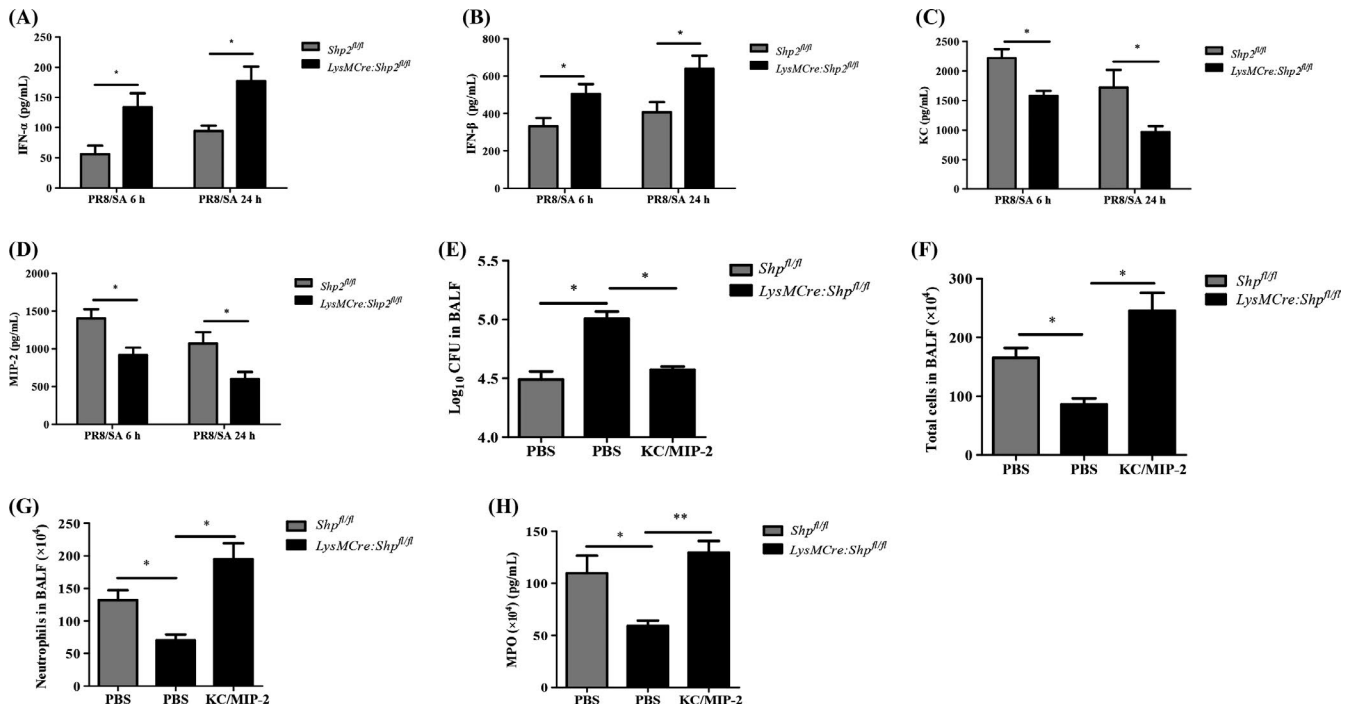 (A)
IFN-α (pg/mL)
250
200
150
100
50
0
*
*
PR8/SA 6 h
PR8/SA 24 h
Shp2fl/fl
LysMCre:Shp2fl/fl
(B)
IFN-β (pg/mL)
800
600
400
200
0
*
*
PR8/SA 6 h
PR8/SA 24 h
Shp2fl/fl
LysMCre:Shp2fl/fl
(C)
KC (pg/mL)
2500
2000
1500
1000
500
0
*
*
PR8/SA 6 h
PR8/SA 24 h
Shp2fl/fl
LysMCre:Shp2fl/fl
(D)
MIP-2 (pg/mL)
2000
1500
1000
500
0
*
*
PR8/SA 6 h
PR8/SA 24 h
Shp2fl/fl
LysMCre:Shp2fl/fl
(E)
Log10 CFU in BALF
5.5
5.0
4.5
4.0
*
*
PBS
PBS
KC/MIP-2
Shpfl/fl
LysMCre:Shpfl/fl
(F)
Total cells in BALF (×10⁴)
300
200
100
0
*
*
PBS
PBS
KC/MIP-2
Shpfl/fl
LysMCre:Shpfl/fl
(G)
Neutrophils in BALF (×10⁴)
250
200
150
100
50
0
*
*
PBS
PBS
KC/MIP-2
Shpfl/fl
LysMCre:Shpfl/fl
(H)
MPO (×10⁴) (pg/mL)
150
100
50
0
*
**
PBS
PBS
KC/MIP-2
Shpfl/fl
LysMCre:Shpfl/fl